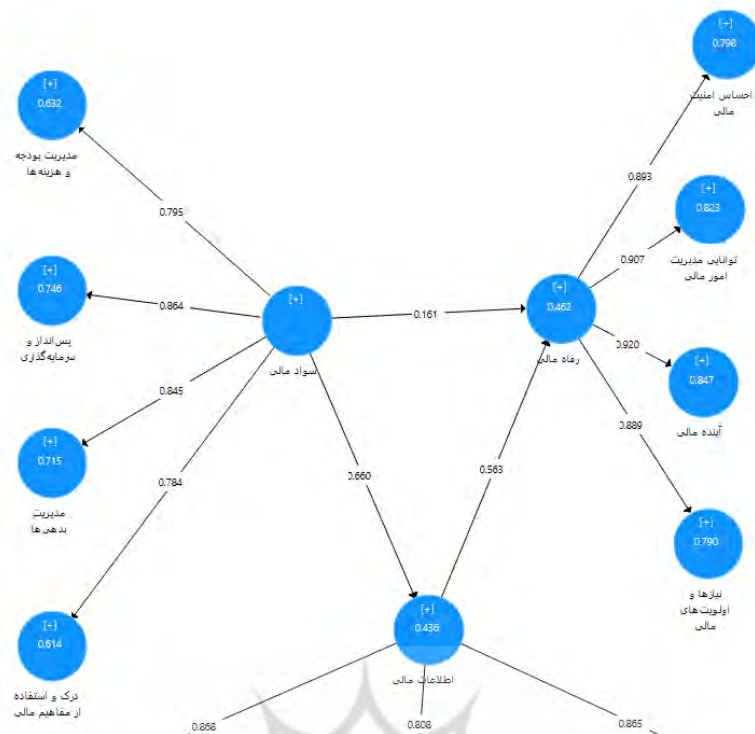 [+]
0.798
احساس امنیت
مالی
[+]
0.632
مدیریت بودجه
و هزینه‌ها
0.893
[+]
0.823
توانایی مدیریت
امور مالی
0.795
0.907
[+]
0.746
پس‌انداز و
سرمایه‌گذاری
0.864
[+]
سواد مالی
0.161
[+]
0.462
رفاه مالی
0.920
[+]
0.847
آینده مالی
0.845
0.889
[+]
0.715
مدیریت
بدهی‌ها
0.784
0.660
0.563
[+]
0.790
نیازها و
اولویت‌های
مالی
[+]
0.614
درک و استفاده
از مفاهیم مالی
[+]
0.436
اطلاعات مالی
0.868
0.808
0.865